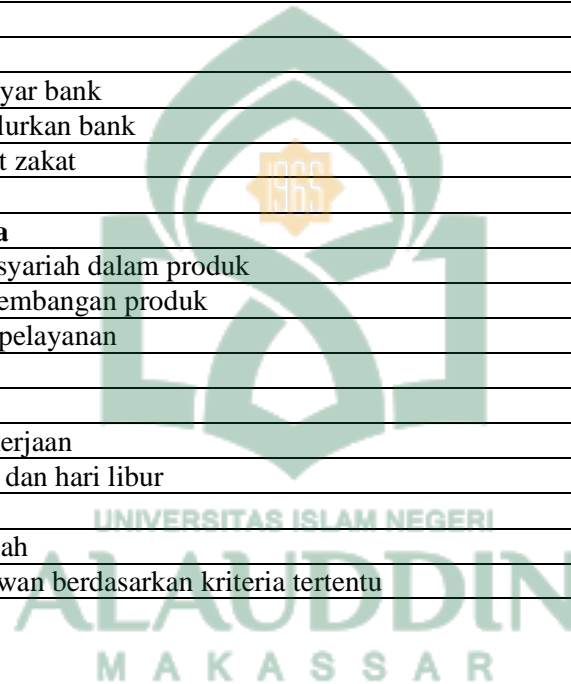 yar bank
lurkan bank
t zakat
1965
a
syariah dalam produk
embangan produk
pelayanan
erjaan
dan hari libur
UNIVERSITAS ISLAM NEGERI
ah
wan berdasarkan kriteria tertentu
ALAUDDIN
MAKASSAR